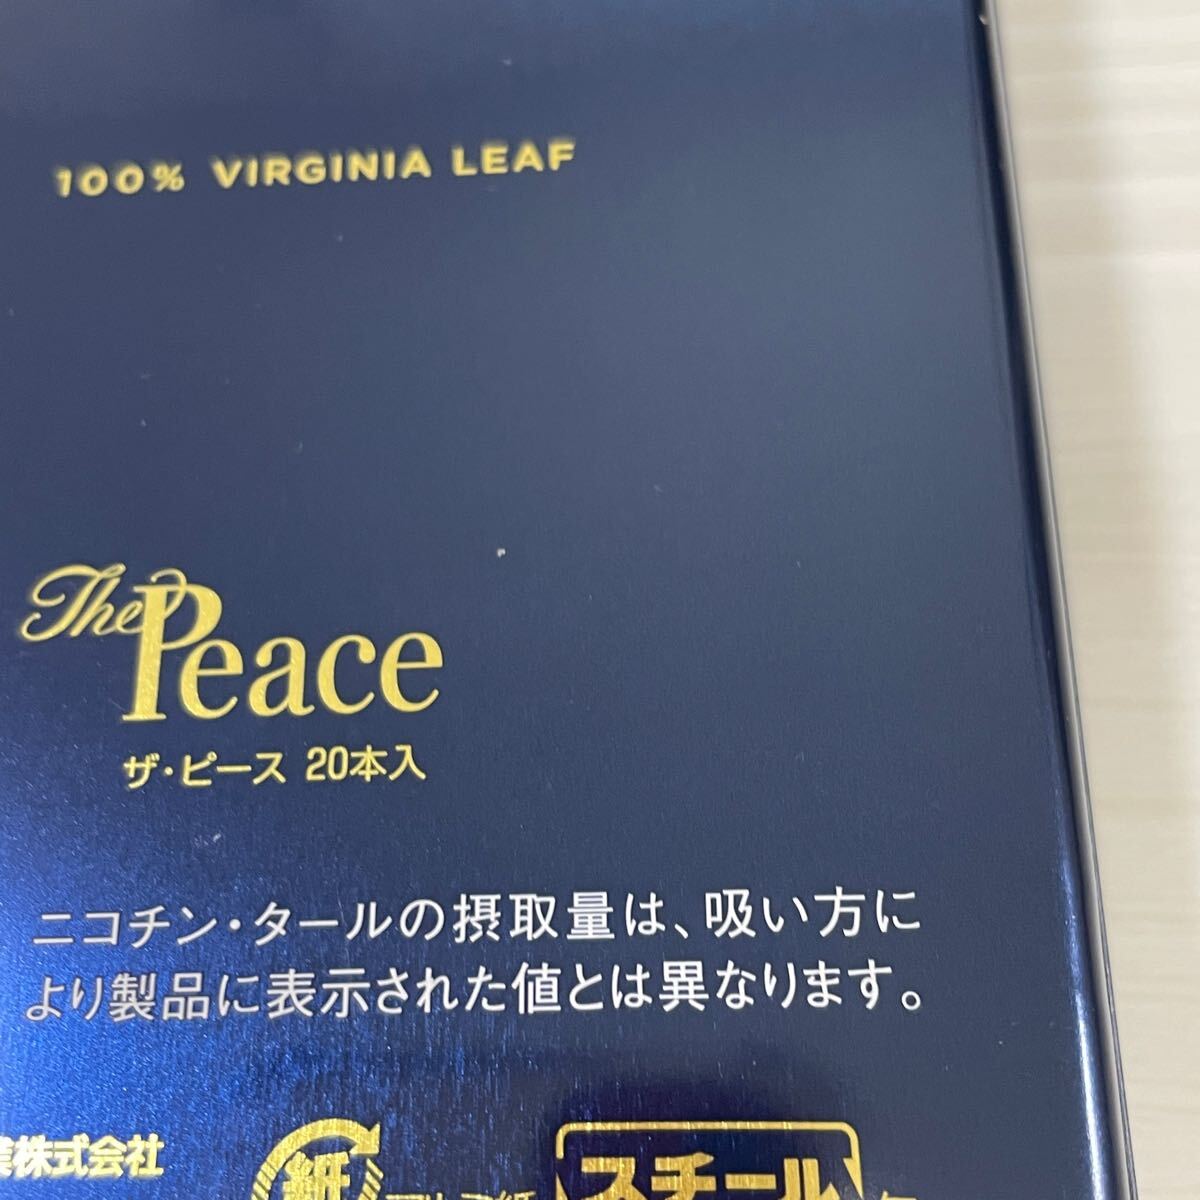 100% VIRGINIA LEAF
The Peace
ザ・ピース 20本入
ニコチン・タールの摂取量は、吸い方に
より製品に表示された値とは異なります。
業株式会社
紙
スチール